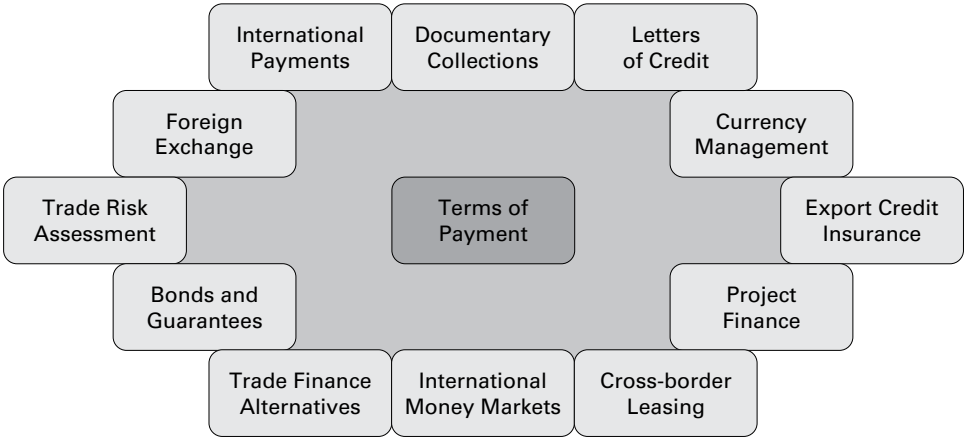 International
Payments
Documentary
Collections
Letters
of Credit
Foreign
Exchange
Currency
Management
Trade Risk
Assessment
Terms of
Payment
Export Credit
Insurance
Bonds and
Guarantees
Project
Finance
Trade Finance
Alternatives
International
Money Markets
Cross-border
Leasing